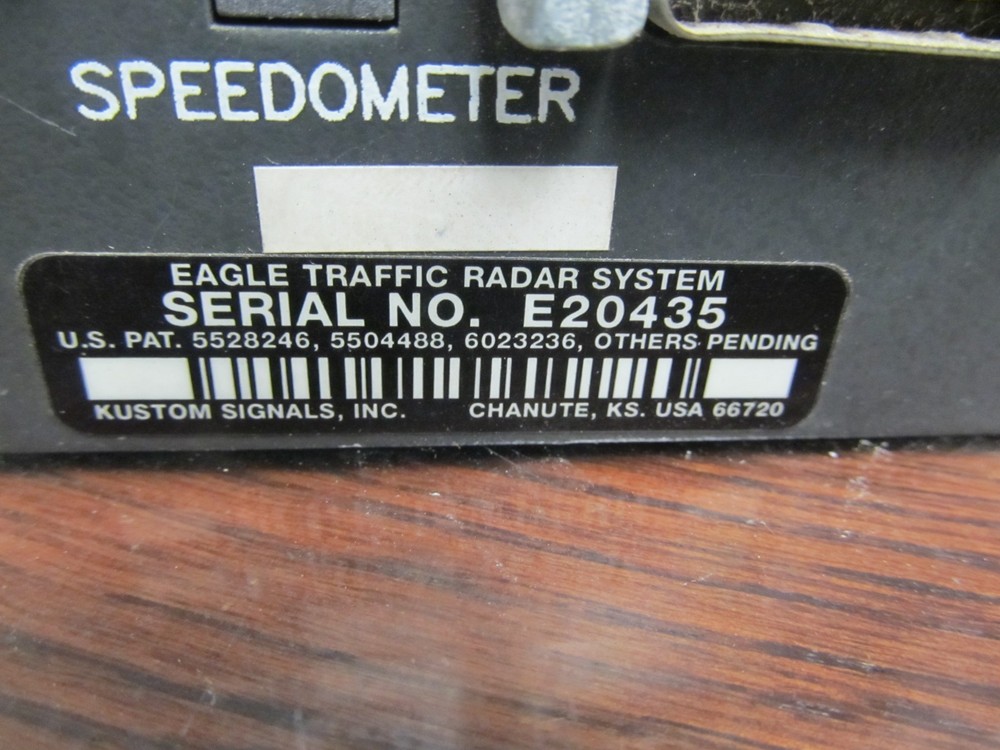 SPEEDOMETER
EAGLE TRAFFIC RADAR SYSTEM
SERIAL NO. E20435
U.S. PAT. 5528246, 5504488, 6023236, OTHERS PENDING
KUSTOM SIGNALS, INC. CHANUTE, KS. USA 66720